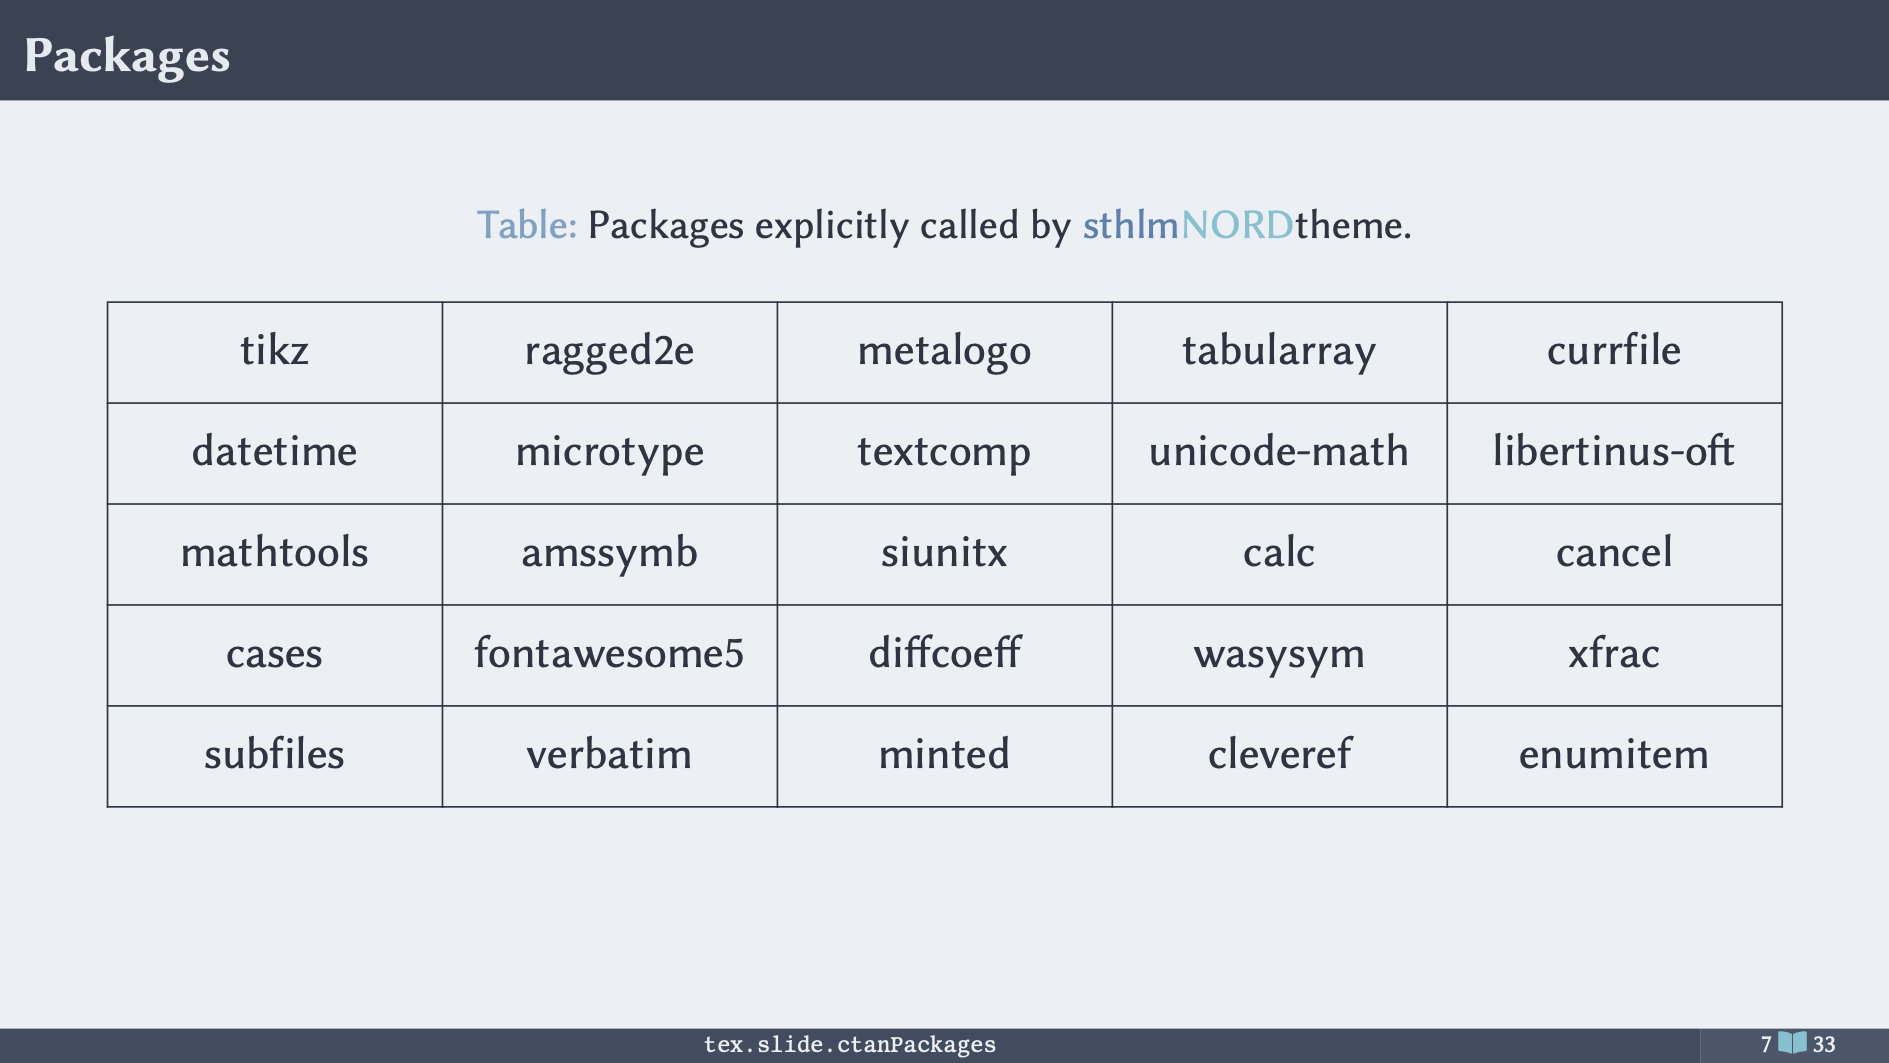 Packages
Table: Packages explicitly called by sthlmNORDtheme.
tikz ragged2e metalogo tabularray currfile
datetime microtype textcomp unicode-math libertinus-oft
mathtools amssymb siunitx calc cancel
cases fontawesome5 diffcoeff wasysym xfrac
subfiles verbatim minted cleveref enumitem
tex.slide.ctanPackages 7 33